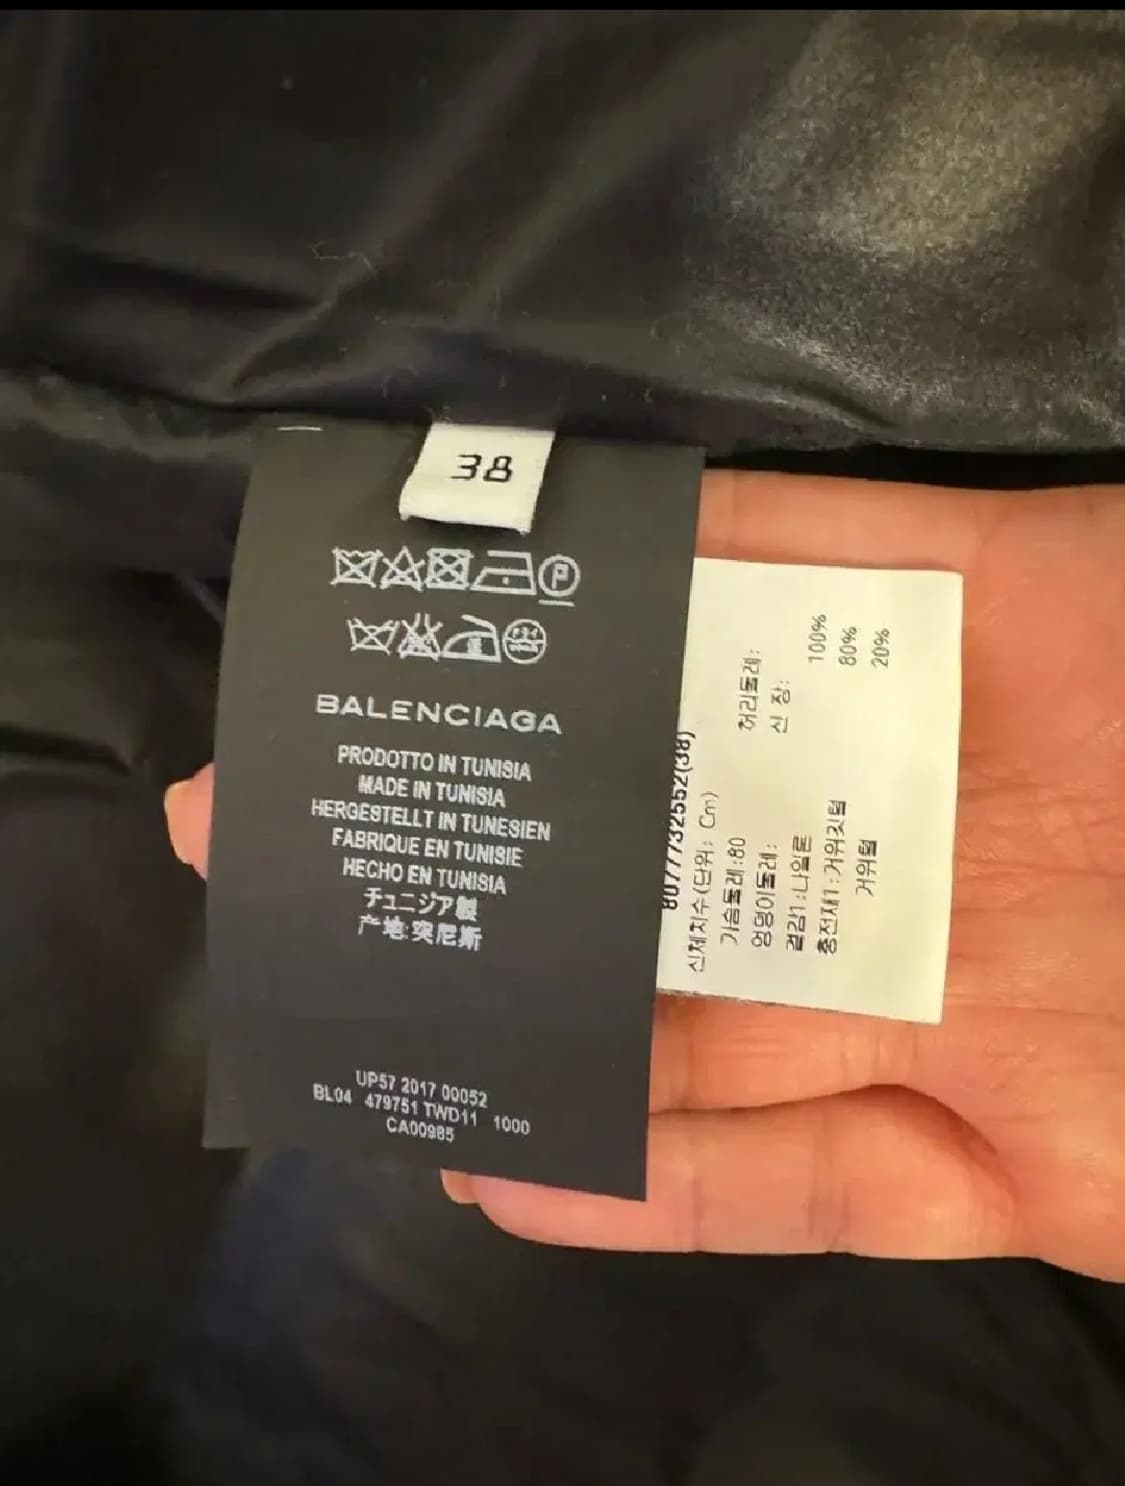 38
BALENCIAGA
PRODOTTO IN TUNISIA
MADE IN TUNISIA
HERGESTELLT IN TUNESIEN
FABRIQUE EN TUNISIE
HECHO EN TUNISIA
チュニジア製
产地:突尼斯
UP57 2017 00052
BL04 479751 TWD11 1000
CA00985
8077732552(38)
신체치수(단위: Cm)
가슴둘레:80 허리둘레:
엉덩이둘레: 신 장:
겉감1:나일론 100%
충전재1:거위깃털 80%
거위털 20%